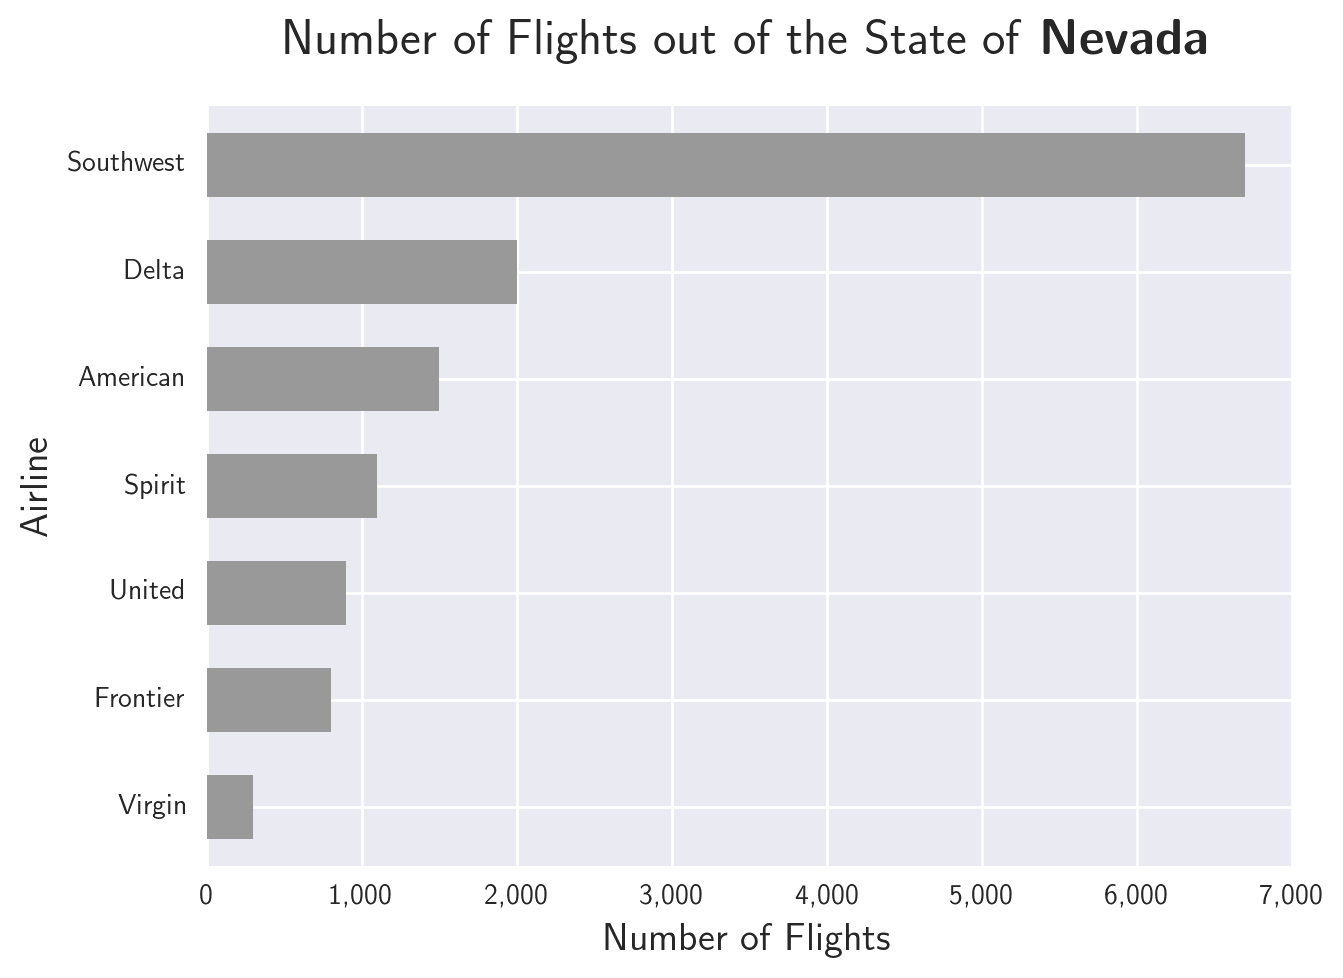 Number of Flights out of the State of Nevada
Southwest
Delta
American
Spirit
United
Frontier
Virgin
Airline
0 1,000 2,000 3,000 4,000 5,000 6,000 7,000
Number of Flights